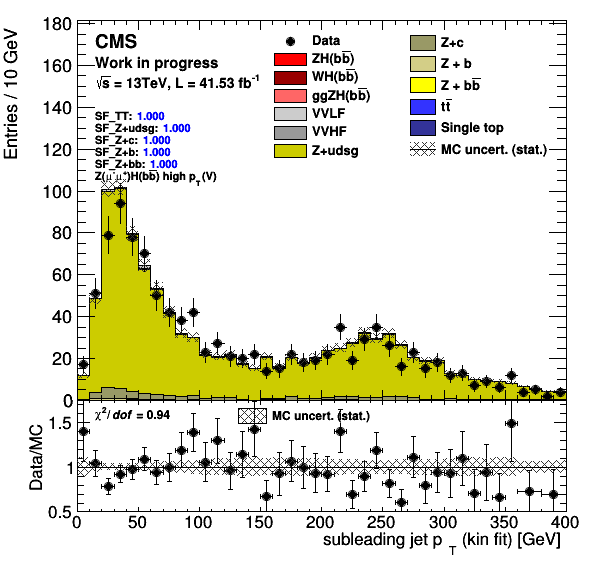 CMS
Work in progress
√s = 13TeV, L = 41.53 fb⁻¹
SF_TT: 1.000
SF_Z+udsg: 1.000
SF_Z+c: 1.000
SF_Z+b: 1.000
SF_Z+bb: 1.000
Z(μ⁻μ⁺)H(bb̅) high p_T(V)
Data
ZH(bb̅)
WH(bb̅)
ggZH(bb̅)
VVLF
VVHF
Z+udsg
Z+c
Z + b
Z + bb̅
tt̅
Single top
MC uncert. (stat.)
Entries / 10 GeV
180
160
140
120
100
80
60
40
20
0
χ²/dof = 0.94
MC uncert. (stat.)
Data/MC
1.5
1
0.5
0 50 100 150 200 250 300 350 400
subleading jet p_T (kin fit) [GeV]